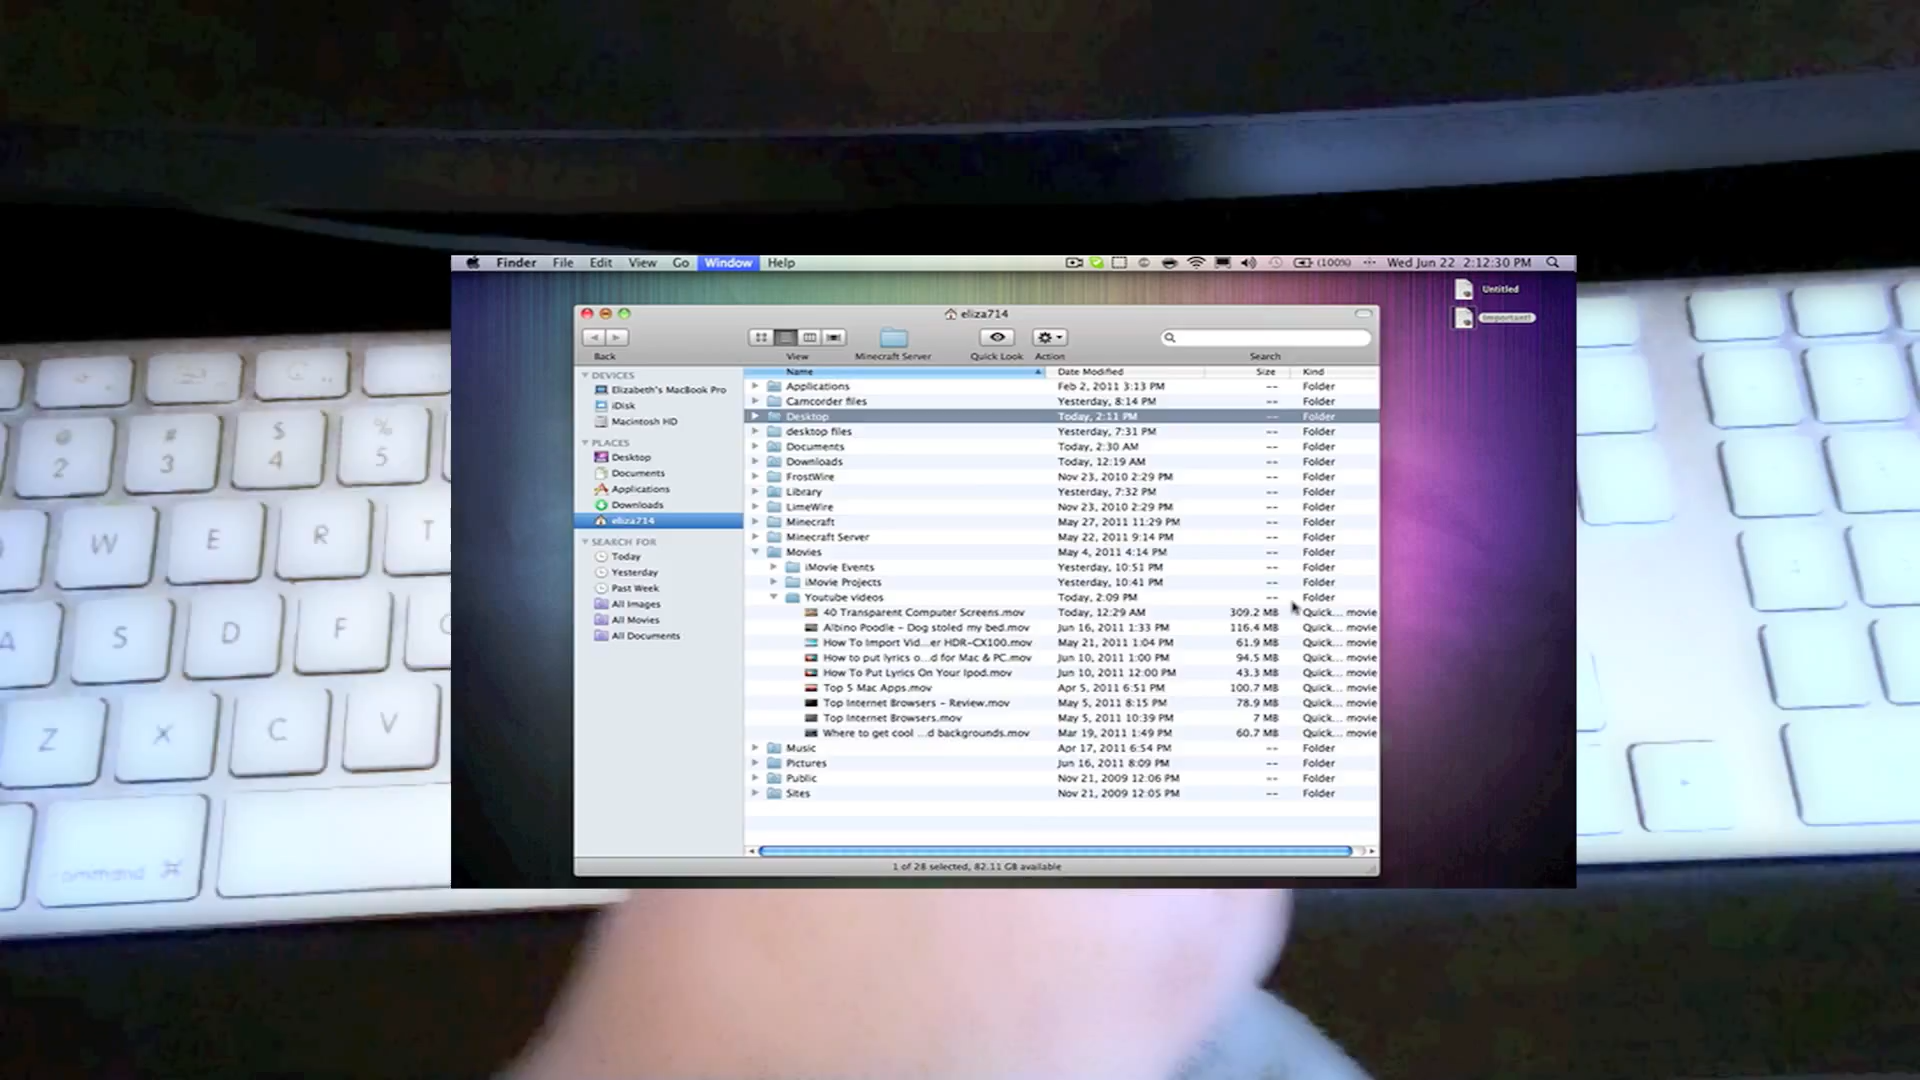 Finder File Edit View Go Window Help (100%) Wed Jun 22 2:12:30 PM
Untitled
important!
eliza714
Back View Minecraft Server Quick Look Action Search
DEVICES
Elizabeth's MacBook Pro
iDisk
Macintosh HD
PLACES
Desktop
Documents
Applications
Downloads
eliza714
SEARCH FOR
Today
Yesterday
Past Week
All Images
All Movies
All Documents
Name Date Modified Size Kind
Applications Feb 2, 2011 3:13 PM -- Folder
Camcorder files Yesterday, 8:14 PM -- Folder
Desktop Today, 2:11 PM -- Folder
desktop files Yesterday, 7:31 PM -- Folder
Documents Today, 2:30 AM -- Folder
Downloads Today, 12:19 AM -- Folder
FrostWire Nov 23, 2010 2:29 PM -- Folder
Library Yesterday, 7:32 PM -- Folder
LimeWire Nov 23, 2010 2:29 PM -- Folder
Minecraft May 27, 2011 11:29 PM -- Folder
Minecraft Server May 22, 2011 9:14 PM -- Folder
Movies May 4, 2011 4:14 PM -- Folder
iMovie Events Yesterday, 10:51 PM -- Folder
iMovie Projects Yesterday, 10:41 PM -- Folder
Youtube videos Today, 2:09 PM -- Folder
40 Transparent Computer Screens.mov Today, 12:29 AM 309.2 MB Quick... movie
Albino Poodle - Dog stoled my bed.mov Jun 16, 2011 1:33 PM 116.4 MB Quick... movie
How To Import Vid...er HDR-CX100.mov May 21, 2011 1:04 PM 61.9 MB Quick... movie
How to put lyrics o...d for Mac & PC.mov Jun 10, 2011 1:00 PM 94.5 MB Quick... movie
How To Put Lyrics On Your Ipod.mov Jun 10, 2011 12:00 PM 43.3 MB Quick... movie
Top 5 Mac Apps.mov Apr 5, 2011 6:51 PM 100.7 MB Quick... movie
Top Internet Browsers - Review.mov May 5, 2011 8:15 PM 78.9 MB Quick... movie
Top Internet Browsers.mov May 5, 2011 10:39 PM 7 MB Quick... movie
Where to get cool ...d backgrounds.mov Mar 19, 2011 1:49 PM 60.7 MB Quick... movie
Music Apr 17, 2011 6:54 PM -- Folder
Pictures Jun 16, 2011 8:09 PM -- Folder
Public Nov 21, 2009 12:06 PM -- Folder
Sites Nov 21, 2009 12:05 PM -- Folder
1 of 28 selected, 82.11 GB available
@ # $ %
2 3 4 5
W E R T
A S D F
Z X C V
command ⌘